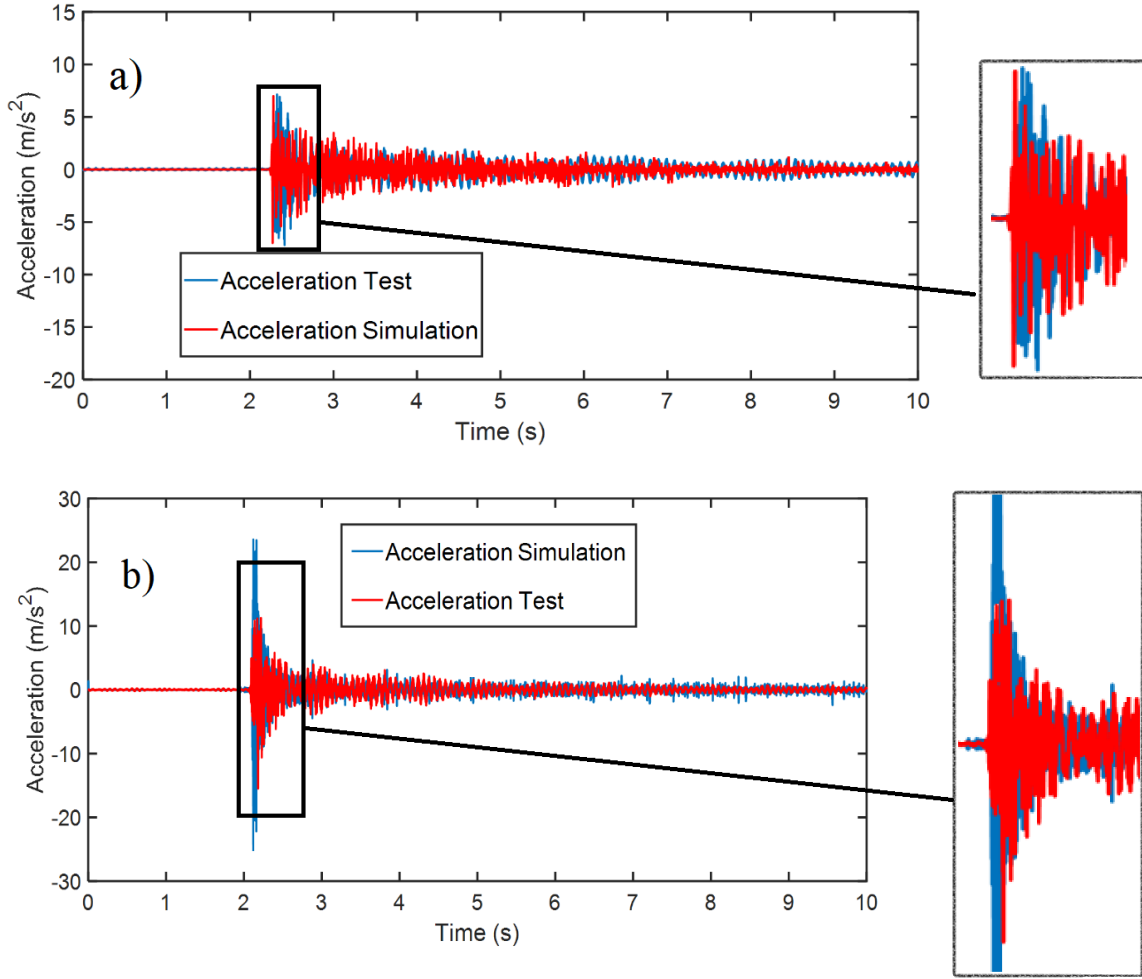 15
10
5
0
-5
-10
-15
-20
Acceleration (m/s²)
a)
Acceleration Test
Acceleration Simulation
0 1 2 3 4 5 6 7 8 9 10
Time (s)
30
20
10
0
-10
-20
-30
Acceleration (m/s²)
b)
Acceleration Simulation
Acceleration Test
0 1 2 3 4 5 6 7 8 9 10
Time (s)